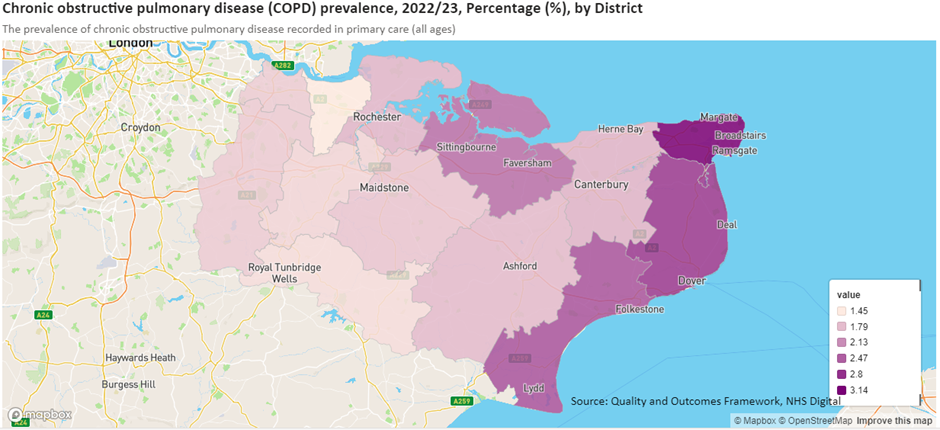 Chronic obstructive pulmonary disease (COPD) prevalence, 2022/23, Percentage (%), by District
The prevalence of chronic obstructive pulmonary disease recorded in primary care (all ages)
London
A282
A2
Rochester
Croydon
Margate
Herne Bay
Broadstairs
Sittingbourne
Ramsgate
Faversham
Maidstone
Canterbury
A21
Deal
A2
A2
Royal Tunbridge
Wells
Ashford
Dover
Folkestone
A26
Haywards Heath
Burgess Hill
Lydd
A259
A26
value
1.45
1.79
2.13
2.47
2.8
3.14
Source: Quality and Outcomes Framework, NHS Digital
mapbox
© Mapbox © OpenStreetMap Improve this map